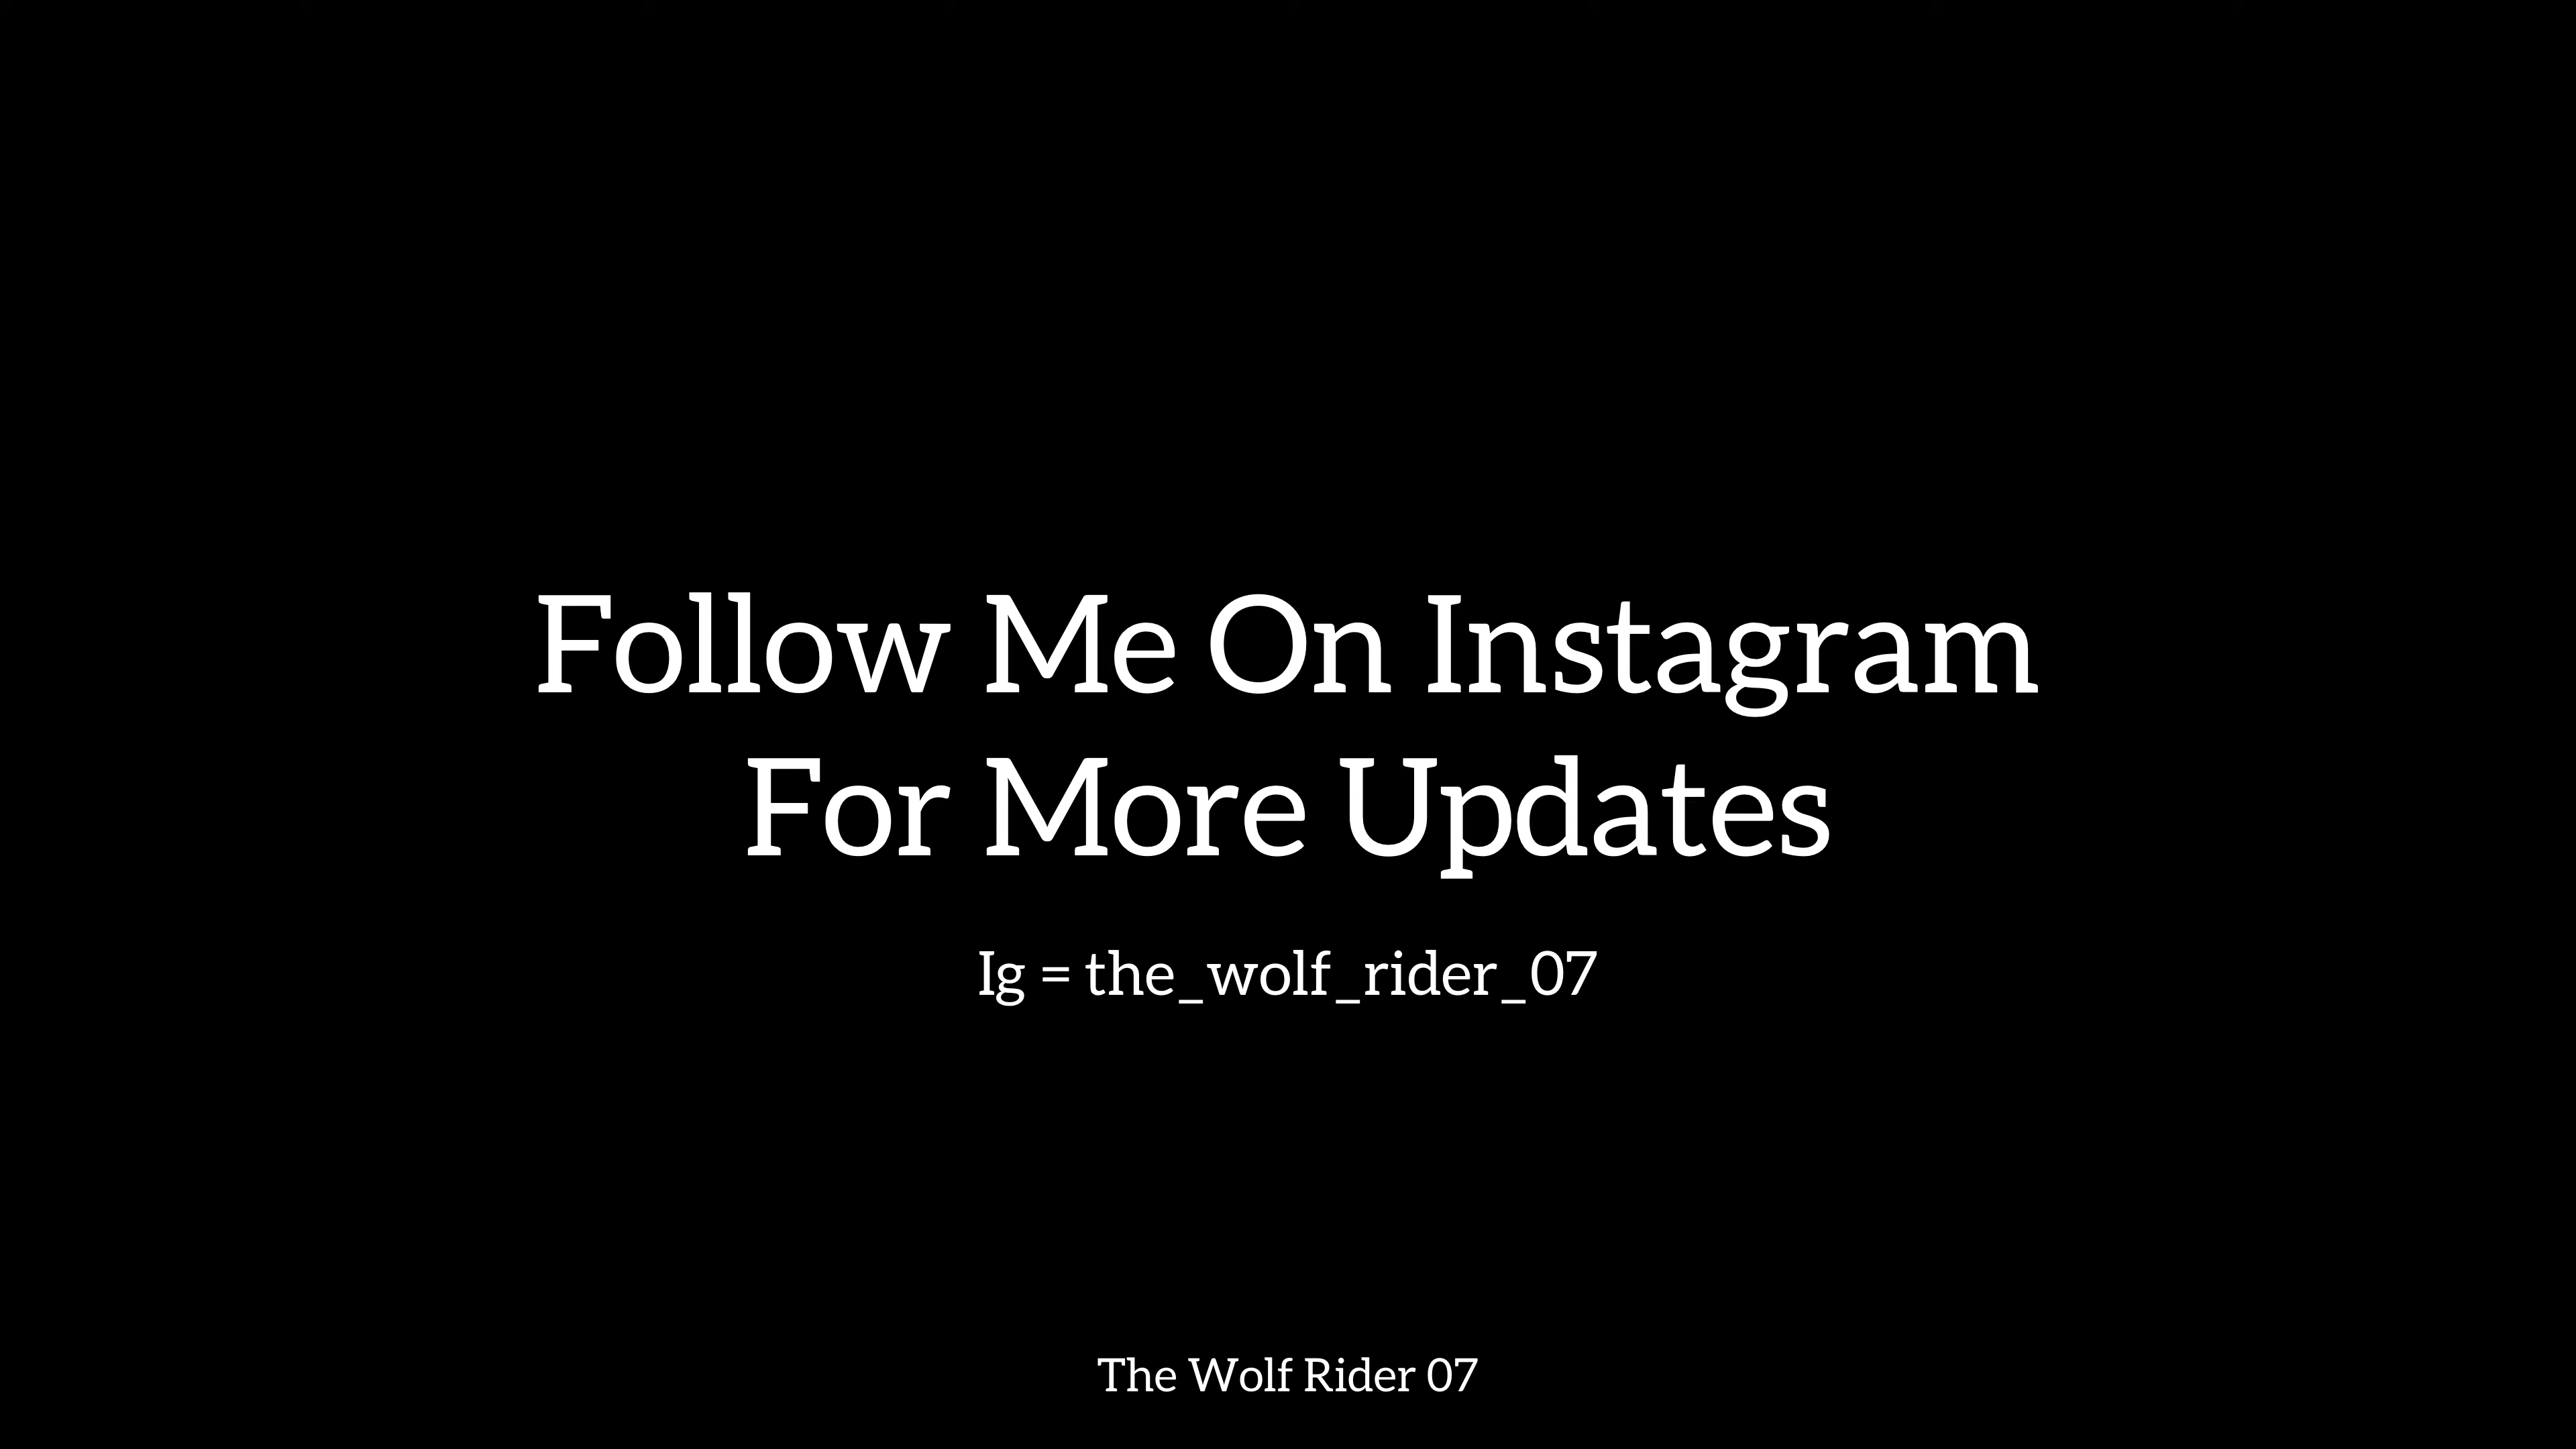 Follow Me On Instagram
For More Updates
Ig = the_wolf_rider_07
The Wolf Rider 07